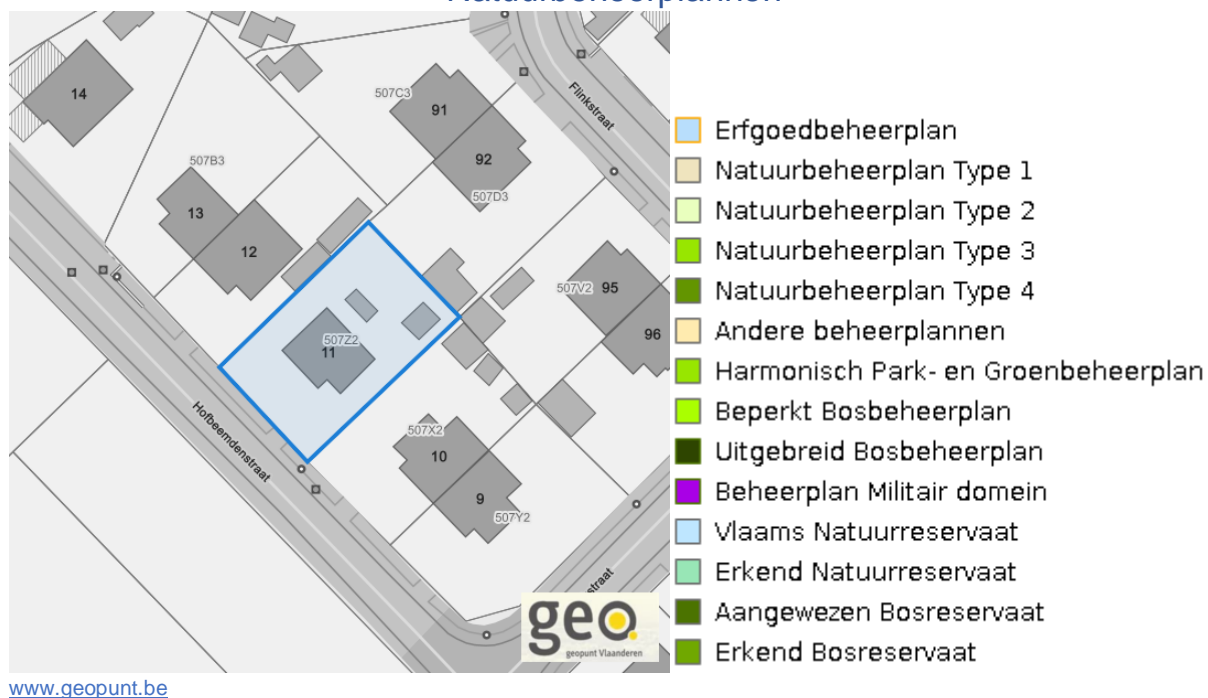 Natuurbeheerplannen
14
507C3
91
Flinkstraat
92
507B3
507D3
13
12
507V2
95
96
507Z2
11
Hofbeemdenstraat
507X2
10
9
507Y2
straat
geo
geopunt Vlaanderen
Erfgoedbeheerplan
Natuurbeheerplan Type 1
Natuurbeheerplan Type 2
Natuurbeheerplan Type 3
Natuurbeheerplan Type 4
Andere beheerplannen
Harmonisch Park- en Groenbeheerplan
Beperkt Bosbeheerplan
Uitgebreid Bosbeheerplan
Beheerplan Militair domein
Vlaams Natuurreservaat
Erkend Natuurreservaat
Aangewezen Bosreservaat
Erkend Bosreservaat
www.geopunt.be